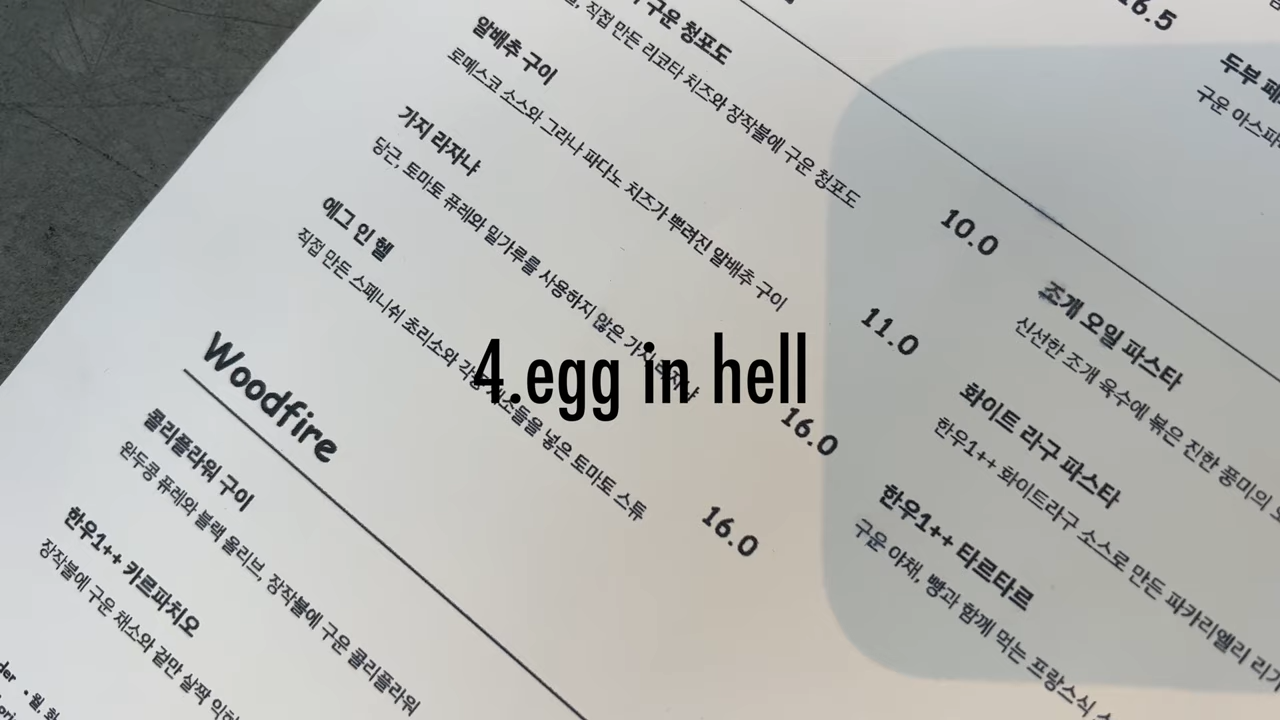 구운 청포도
직접 만든 리코타 치즈와 장작불에 구운 청포도
10.0
알배추 구이
로메스코 소스와 그라나 파다노 치즈가 뿌려진 알배추 구이
11.0
가지 라자냐
당근, 토마토 퓨레와 밀가루를 사용하지 않은 가지
16.0
에그 인 헬
직접 만든 스페니쉬 초리소와 각종 채소들을 넣은 토마토 스튜
16.0
4.egg in hell
Woodfire
콜리플라워 구이
완두콩 퓨레와 블랙 올리브, 장작불에 구운 콜리플라워
한우1++ 카르파치오
장작불에 구운 채소와 겉만 살짝
16.5
두부
구운
조개 오일 파스타
신선한 조개 육수에 볶은 진한 풍미의
화이트 라구 파스타
한우1++ 화이트라구 소스로 만든 파카리엘리
한우1++ 타르타르
구운 야채, 빵과 함께 먹는 프랑스식